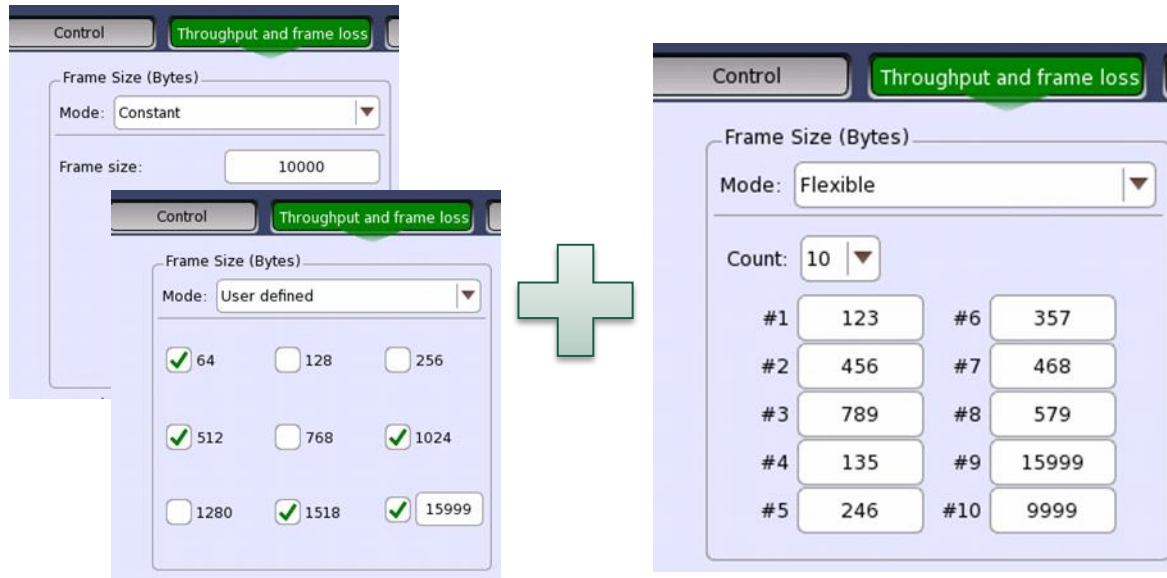 Control Throughput and frame loss
Frame Size (Bytes)
Mode: Constant
Frame size: 10000
Control Throughput and frame loss
Frame Size (Bytes)
Mode: User defined
64 128 256
512 768 1024
1280 1518 15999
Control Throughput and frame loss
Frame Size (Bytes)
Mode: Flexible
Count: 10
#1 123 #6 357
#2 456 #7 468
#3 789 #8 579
#4 135 #9 15999
#5 246 #10 9999